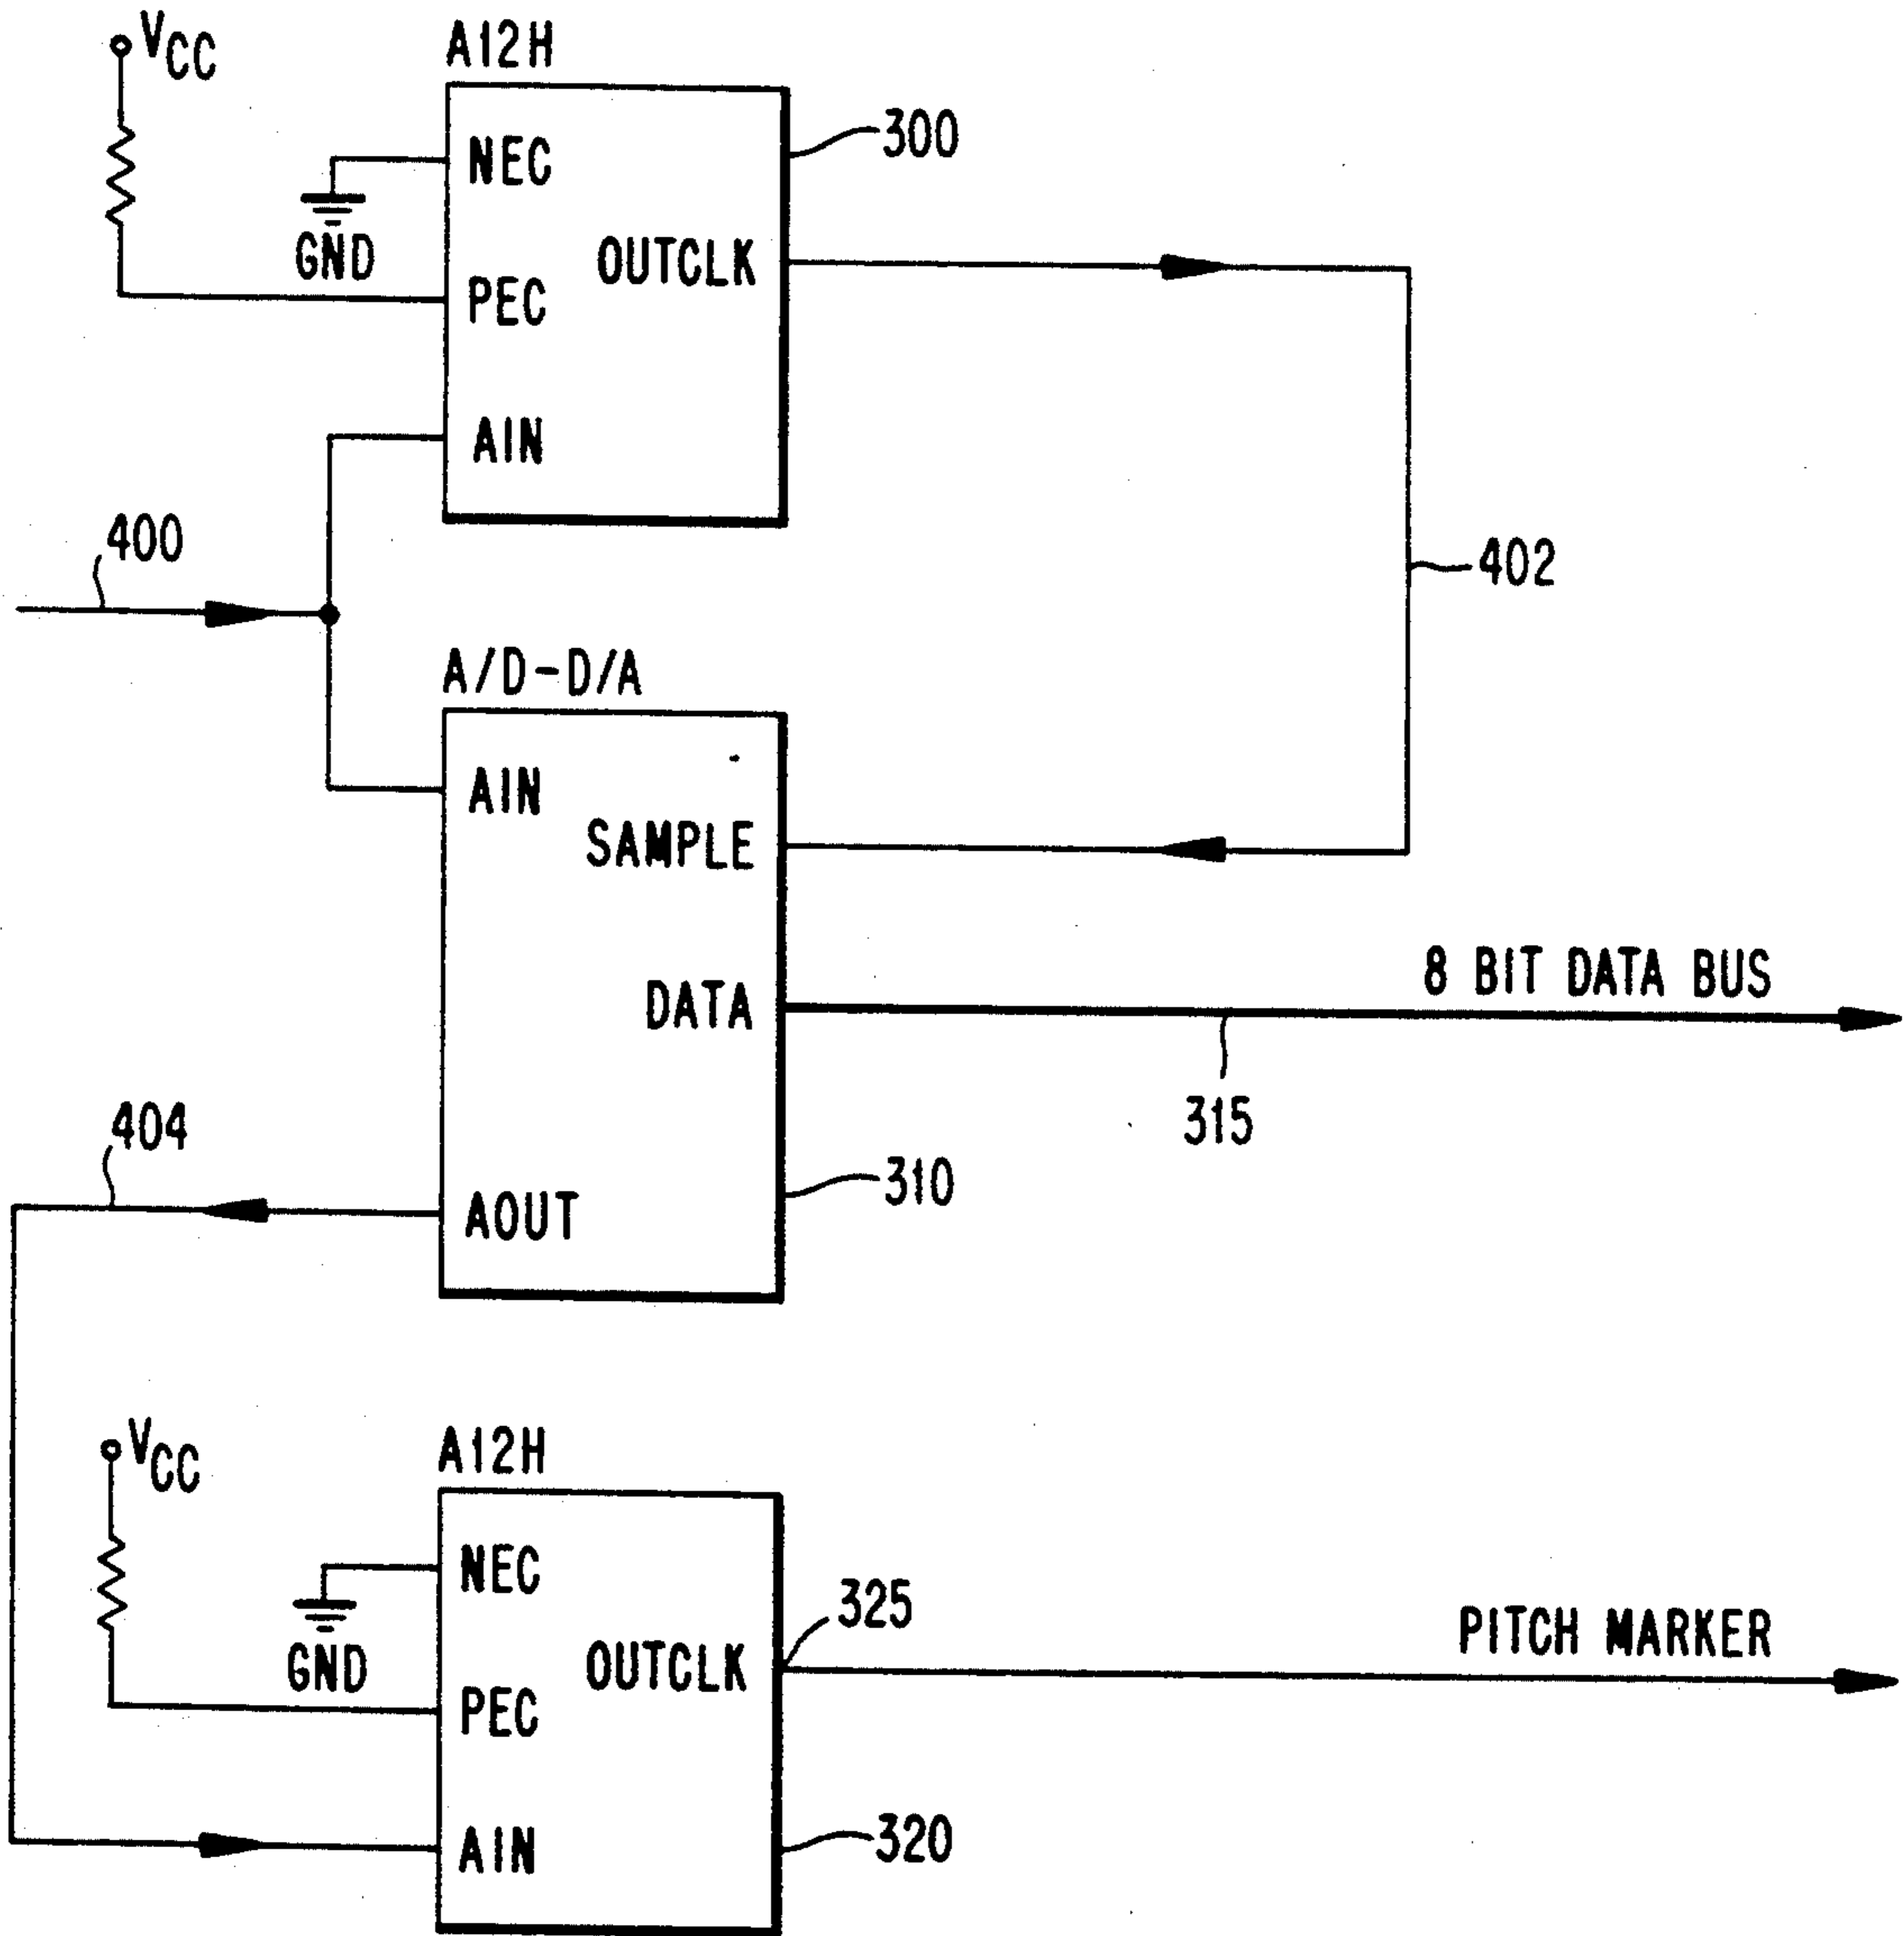 VCC
A12H
300
NEC
GND
OUTCLK
PEC
AIN
400
402
A/D-D/A
AIN
SAMPLE
8 BIT DATA BUS
DATA
315
404
310
AOUT
VCC
A12H
NEC
325
PITCH MARKER
GND
OUTCLK
PEC
320
AIN